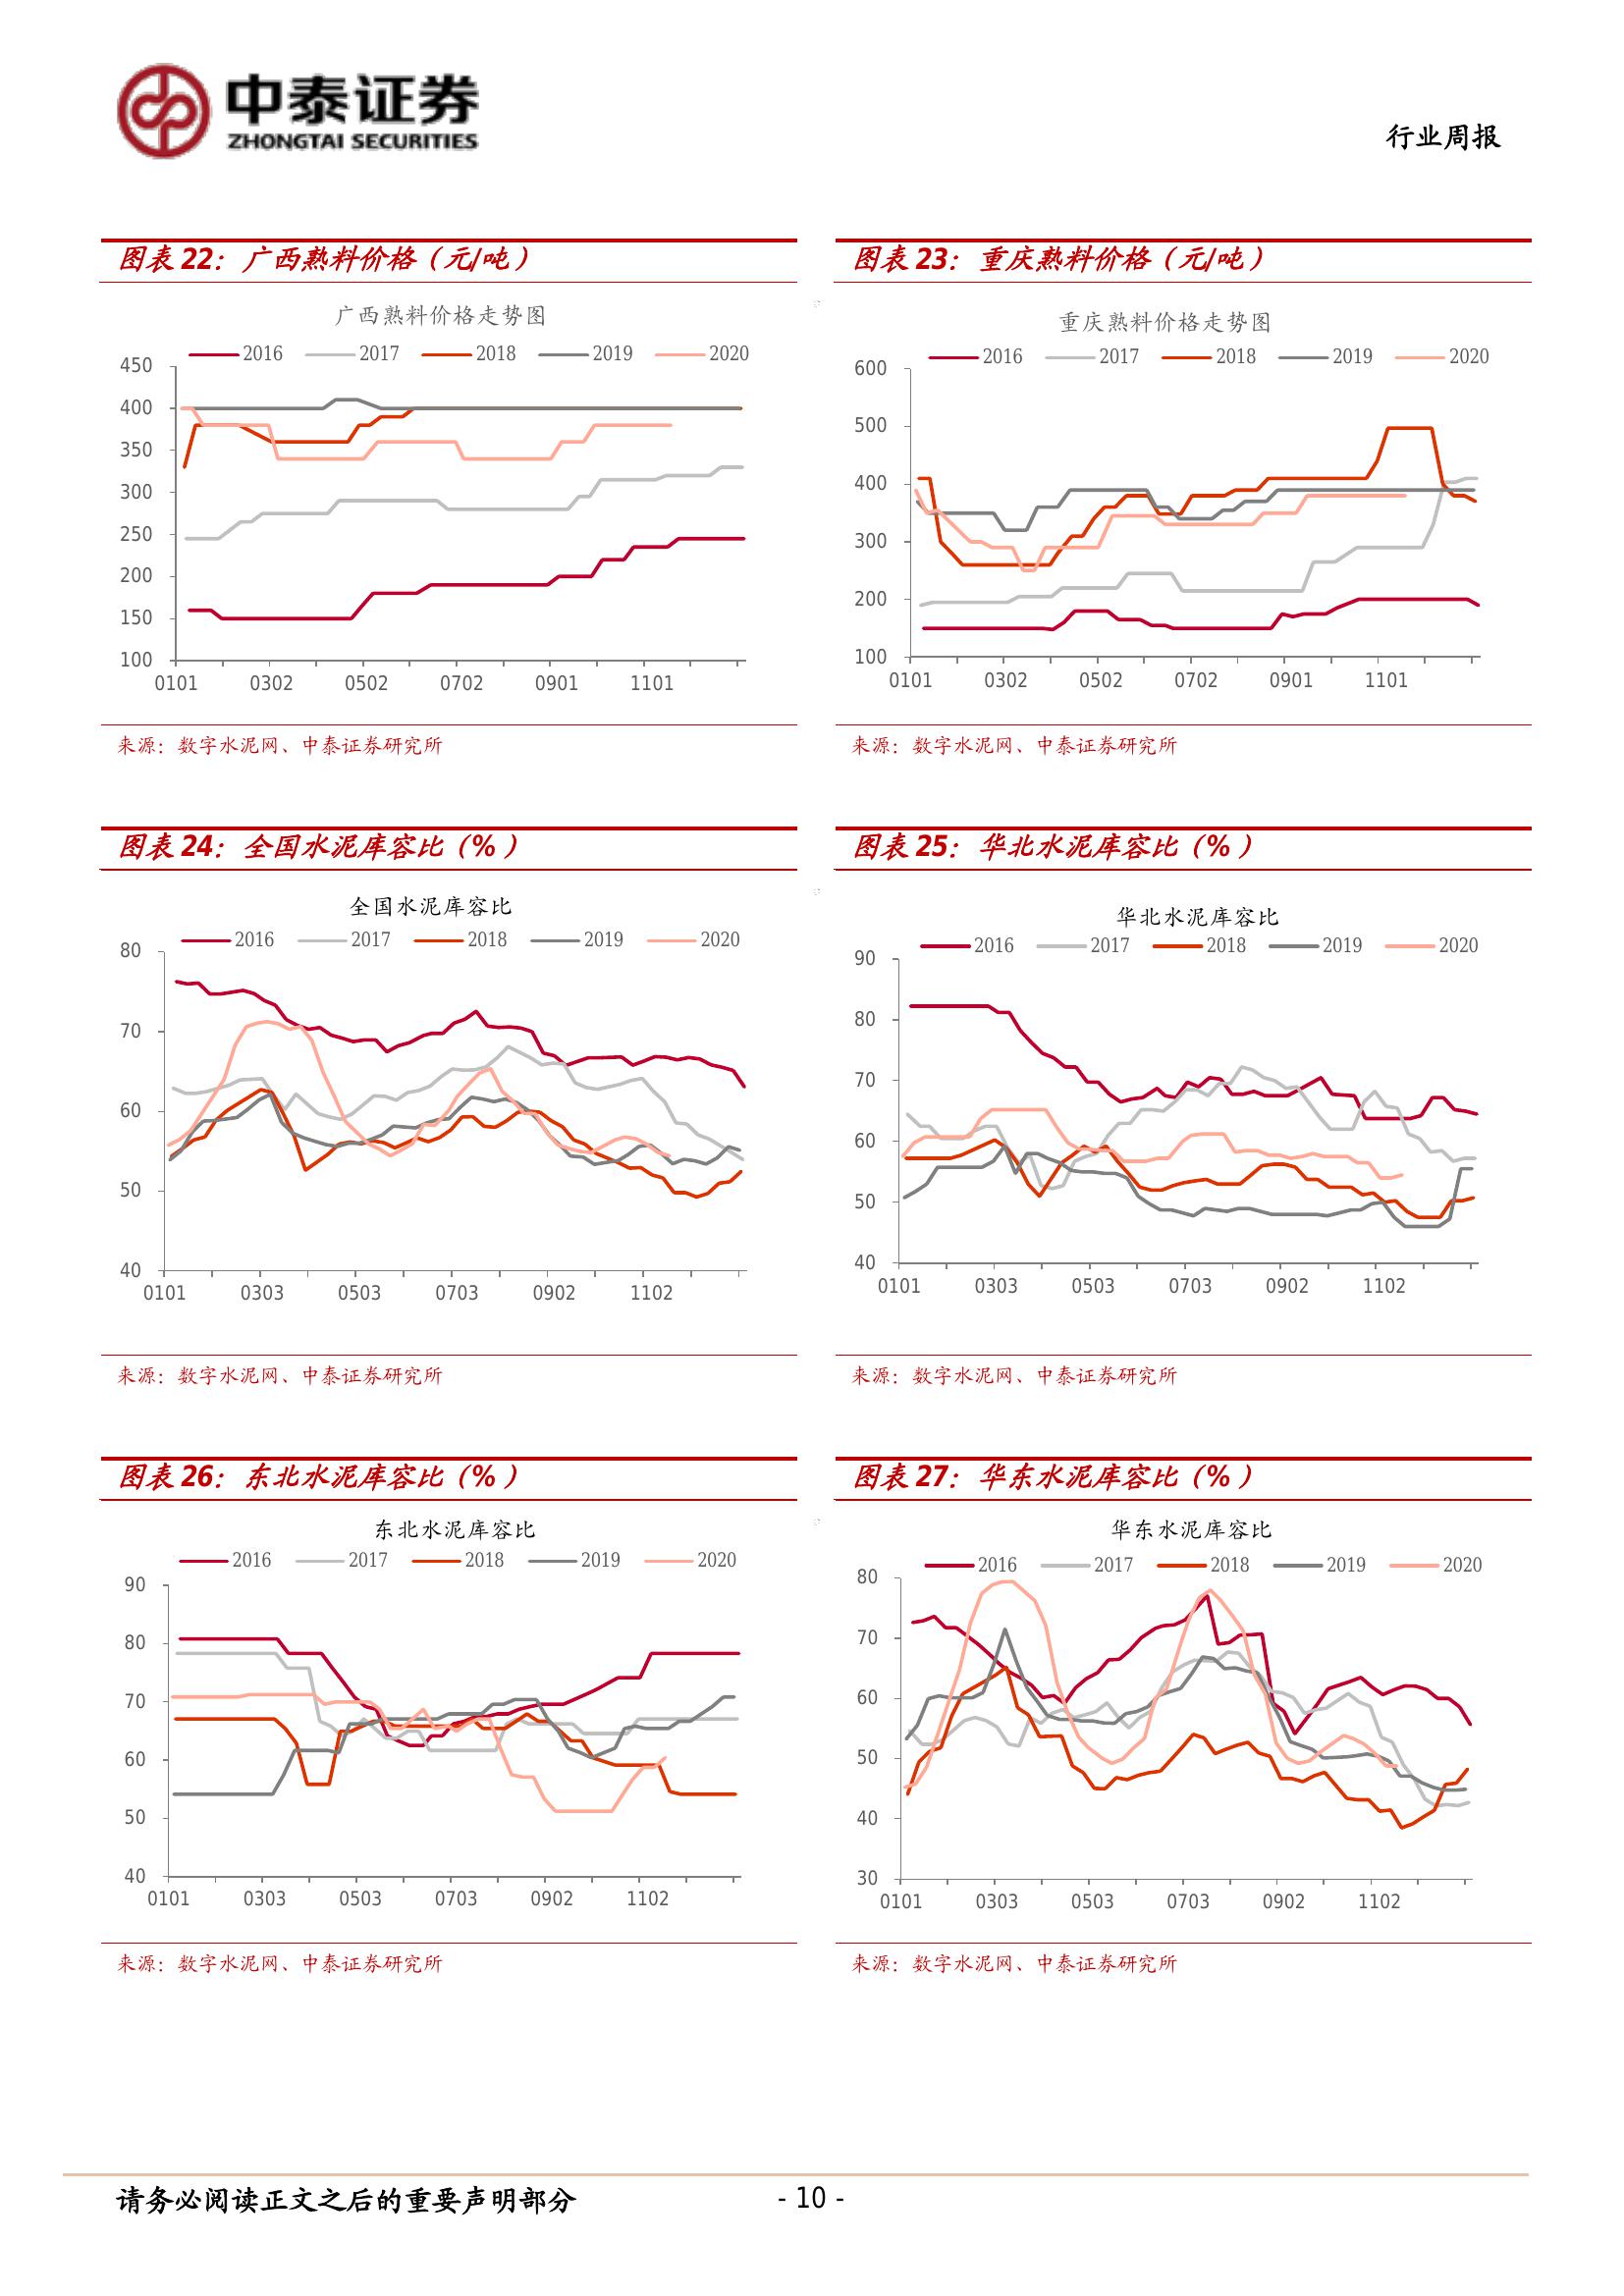 中泰证券
ZHONGTAI SECURITIES
行业周报
图表 22：广西熟料价格（元/吨）
广西熟料价格走势图
2016 2017 2018 2019 2020
450
400
350
300
250
200
150
100
0101 0302 0502 0702 0901 1101
来源：数字水泥网、中泰证券研究所
图表 23：重庆熟料价格（元/吨）
重庆熟料价格走势图
2016 2017 2018 2019 2020
600
500
400
300
200
100
0101 0302 0502 0702 0901 1101
来源：数字水泥网、中泰证券研究所
图表 24：全国水泥库容比（%）
全国水泥库容比
2016 2017 2018 2019 2020
80
70
60
50
40
0101 0303 0503 0703 0902 1102
来源：数字水泥网、中泰证券研究所
图表 25：华北水泥库容比（%）
华北水泥库容比
2016 2017 2018 2019 2020
90
80
70
60
50
40
0101 0303 0503 0703 0902 1102
来源：数字水泥网、中泰证券研究所
图表 26：东北水泥库容比（%）
东北水泥库容比
2016 2017 2018 2019 2020
90
80
70
60
50
40
0101 0303 0503 0703 0902 1102
来源：数字水泥网、中泰证券研究所
图表 27：华东水泥库容比（%）
华东水泥库容比
2016 2017 2018 2019 2020
80
70
60
50
40
30
0101 0303 0503 0703 0902 1102
来源：数字水泥网、中泰证券研究所
请务必阅读正文之后的重要声明部分
- 10 -